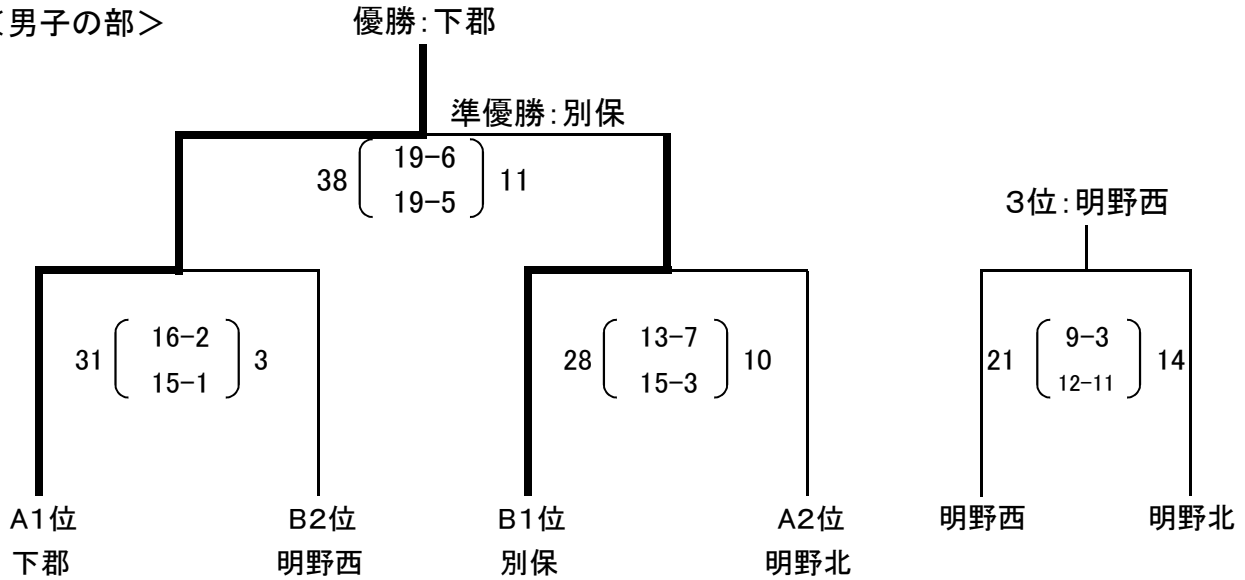 <男子の部>
優勝:下郡
準優勝:別保
38 19-6 11
19-5
3位:明野西
31 16-2 3
15-1
28 13-7 10
15-3
21 9-3 14
12-11
A1位 B2位 B1位 A2位 明野西 明野北
下郡 明野西 別保 明野北